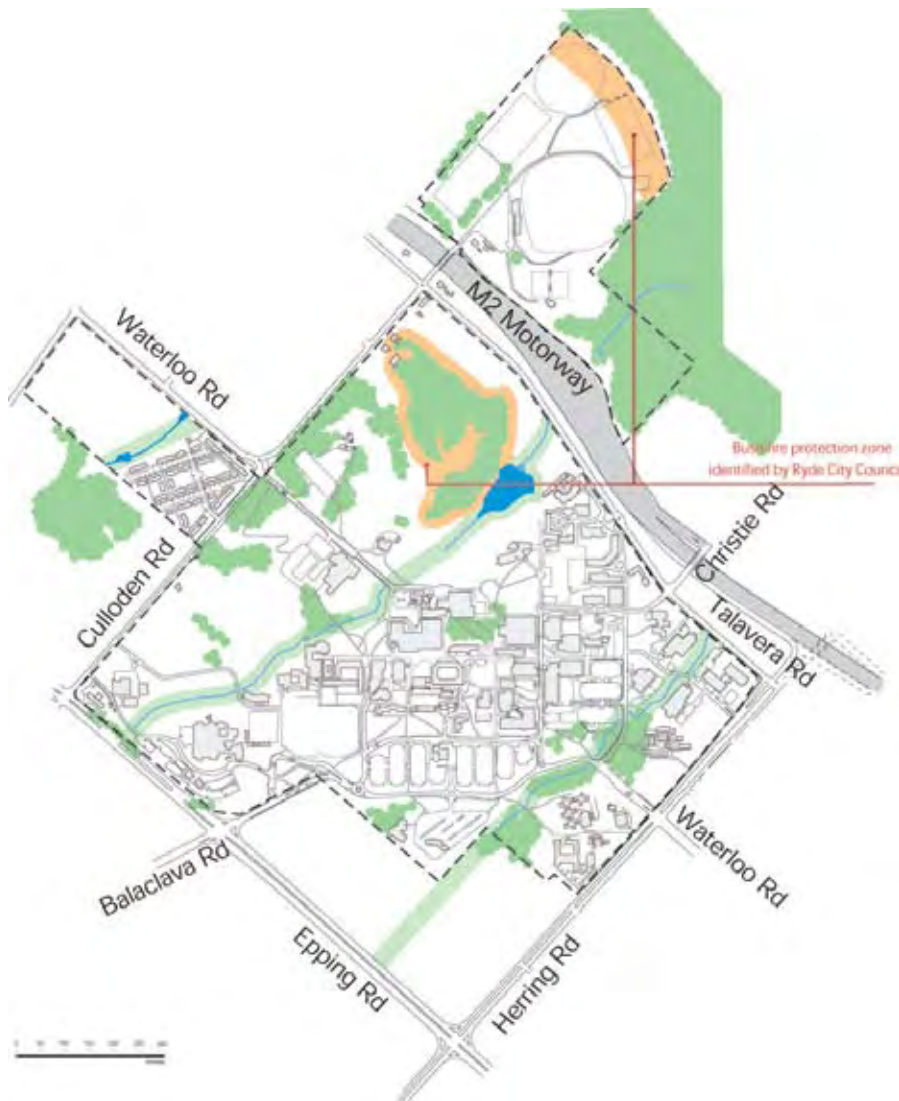 M2 Motorway
Waterloo Rd
Bushfire protection zone
identified by Ryde City Council
Christie Rd
Culloden Rd
Talavera Rd
Waterloo Rd
Balaclava Rd
Herring Rd
Epping Rd